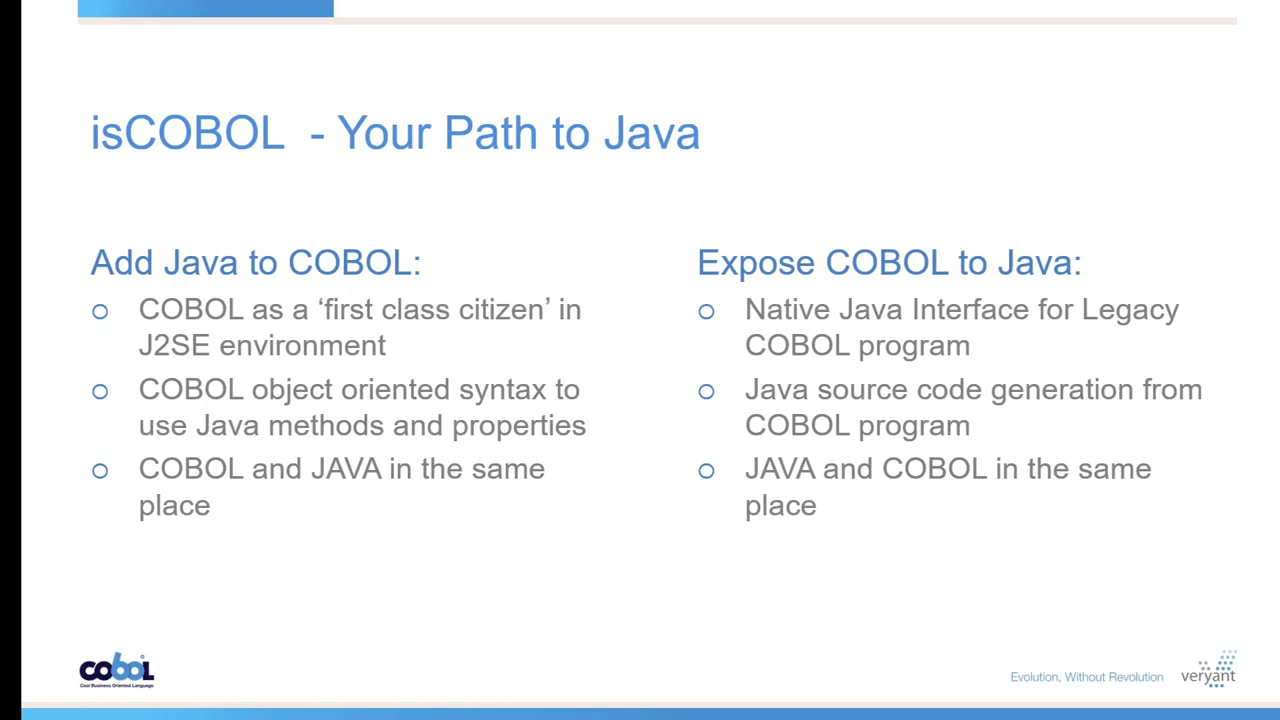 isCOBOL - Your Path to Java
Add Java to COBOL:
COBOL as a ‘first class citizen’ in
J2SE environment
COBOL object oriented syntax to
use Java methods and properties
COBOL and JAVA in the same
place
Expose COBOL to Java:
Native Java Interface for Legacy
COBOL program
Java source code generation from
COBOL program
JAVA and COBOL in the same
place
cobol
Cool Business Oriented Language
Evolution, Without Revolution
veryant